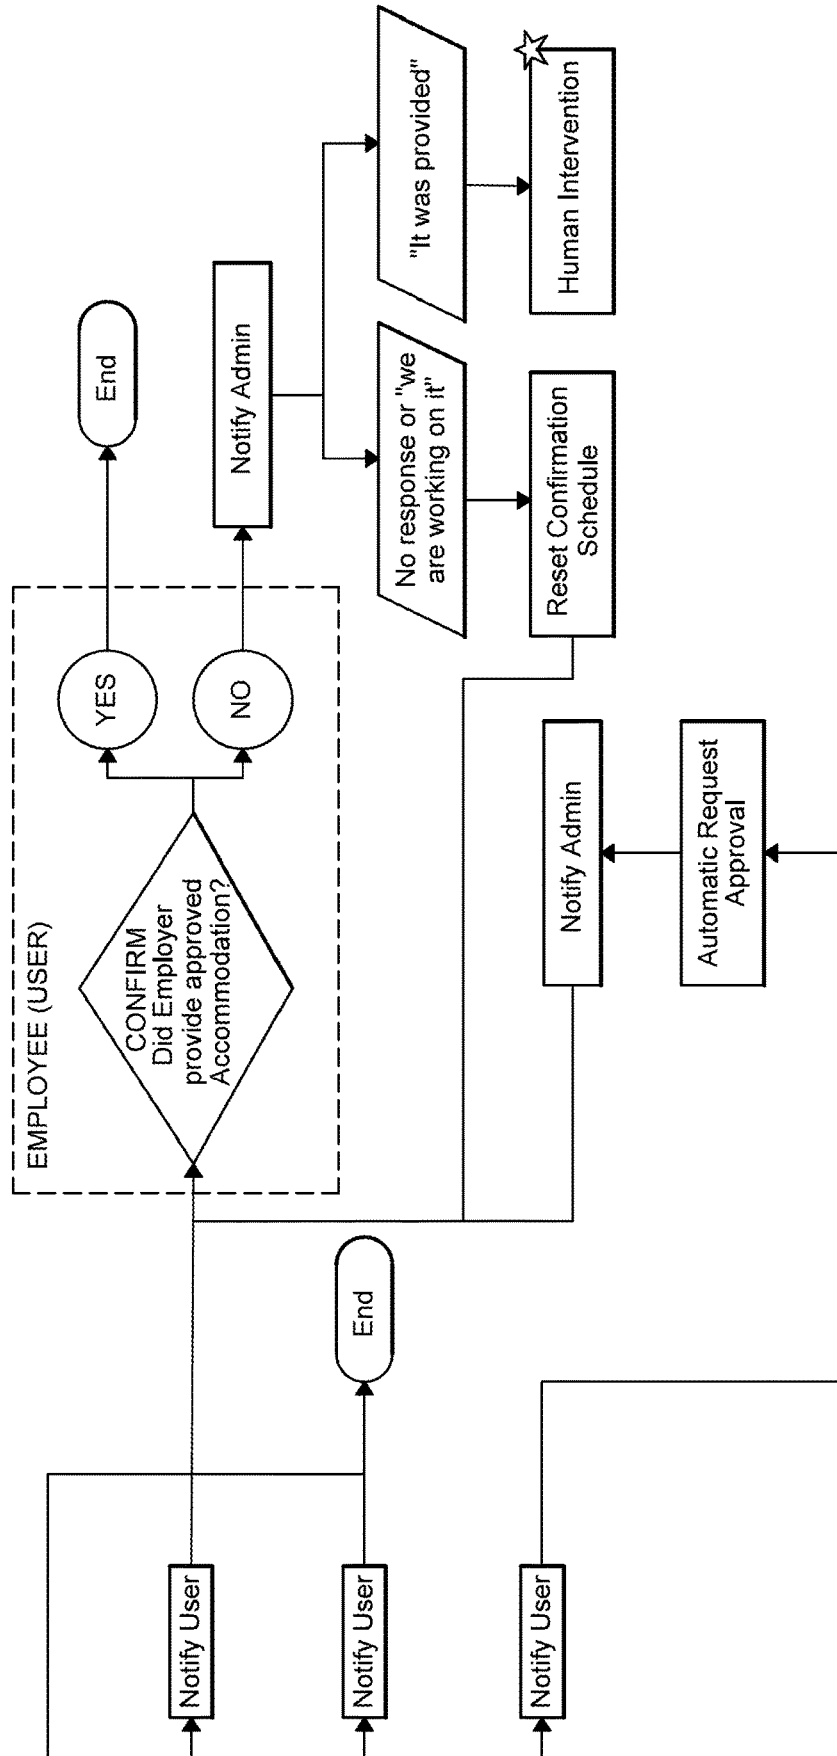 EMPLOYEE (USER)
CONFIRM
Did Employer
provide approved
Accommodation?
YES
NO
End
Notify Admin
No response or "we
are working on it"
"It was provided"
Reset Confirmation
Schedule
Human Intervention
Notify User
Notify User
End
Notify User
Notify Admin
Automatic Request
Approval